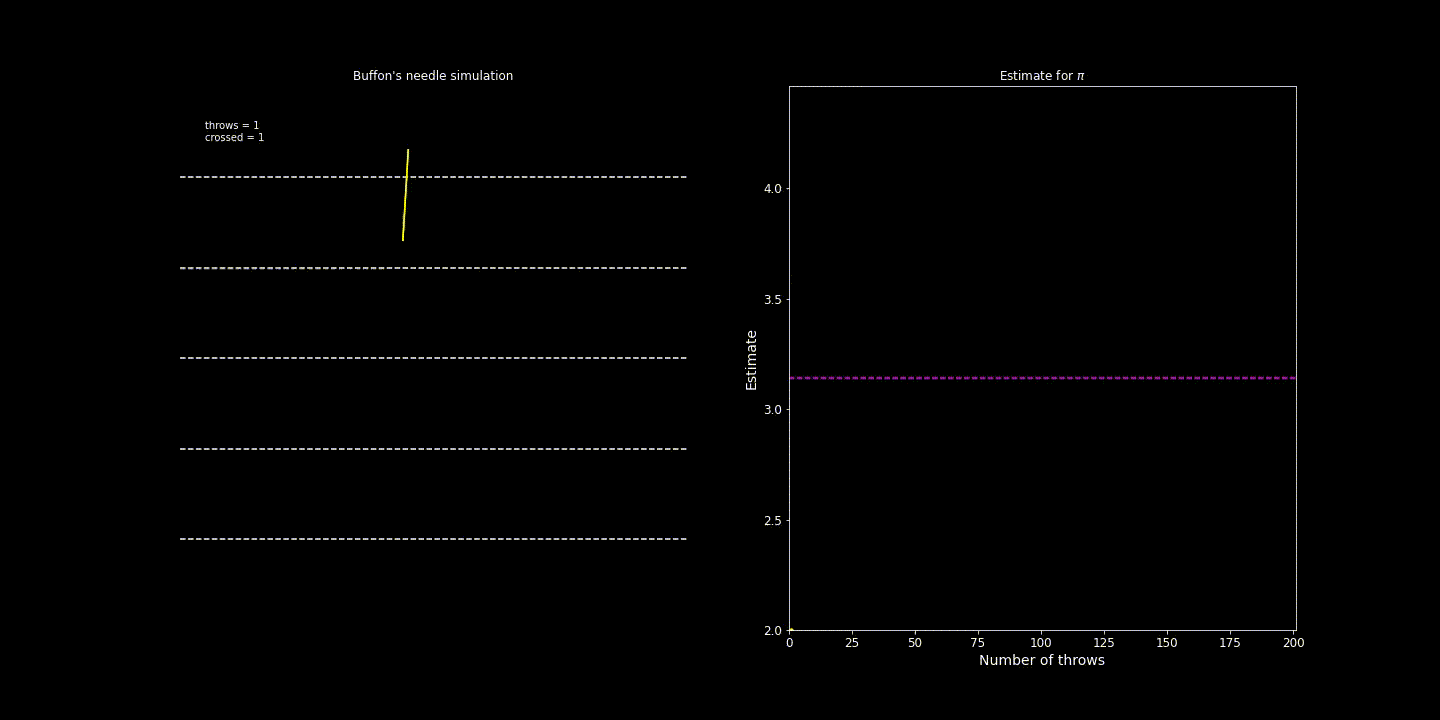 Buffon's needle simulation
throws = 1
crossed = 1
Estimate for π
Estimate
4.0
3.5
3.0
2.5
2.0
0 25 50 75 100 125 150 175 200
Number of throws